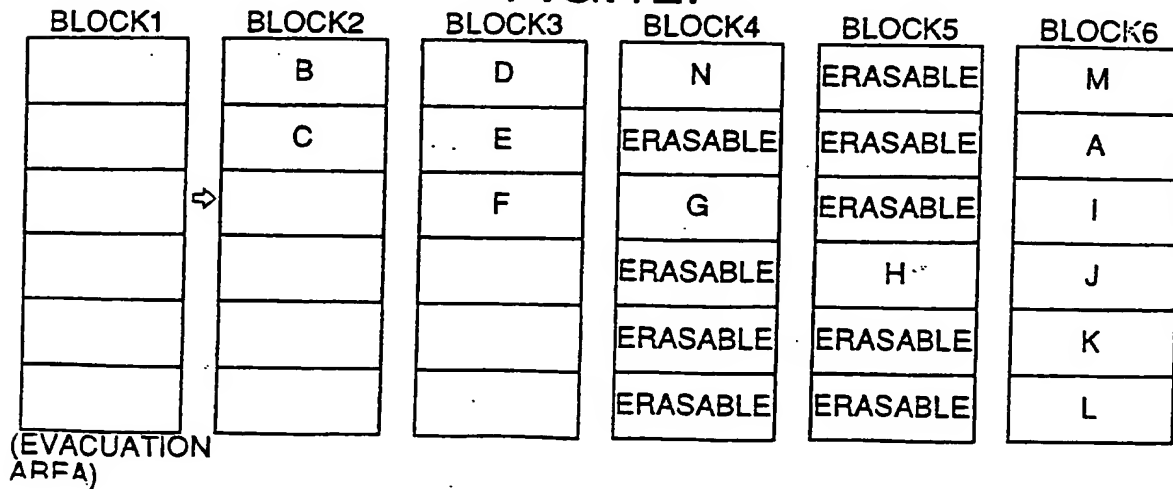 BLOCK1 BLOCK2 BLOCK3 BLOCK4 BLOCK5 BLOCK6
B D N ERASABLE M
C E ERASABLE ERASABLE A
F G ERASABLE I
ERASABLE H J
ERASABLE ERASABLE K
ERASABLE ERASABLE L
(EVACUATION
AREA)